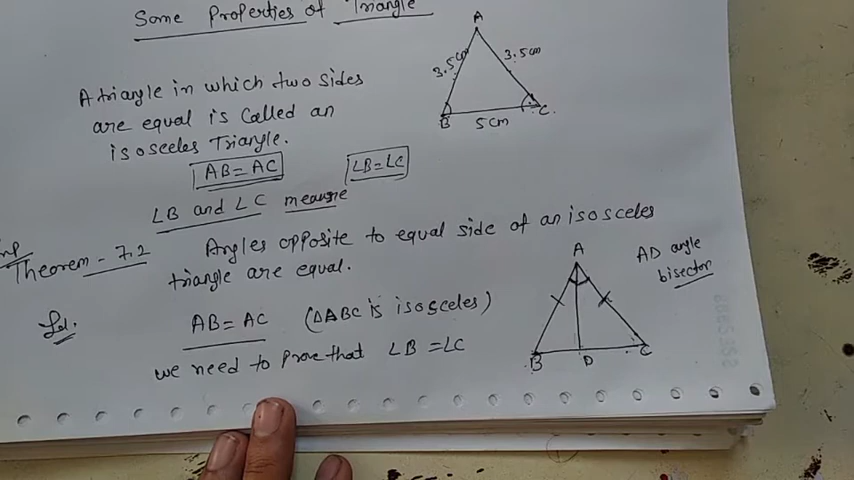 Some Properties of Triangle
A
3.5cm 3.5cm
B C
5cm
A triangle in which two sides
are equal is called an
isosceles Triangle.
AB = AC ∠B = ∠C
∠B and ∠C measure
Imp
Theorem - 7.2 Angles opposite to equal side of an isosceles
triangle are equal.
AB = AC (△ABC is isosceles)
we need to prove that ∠B = ∠C
A
AD angle
bisector
B D C